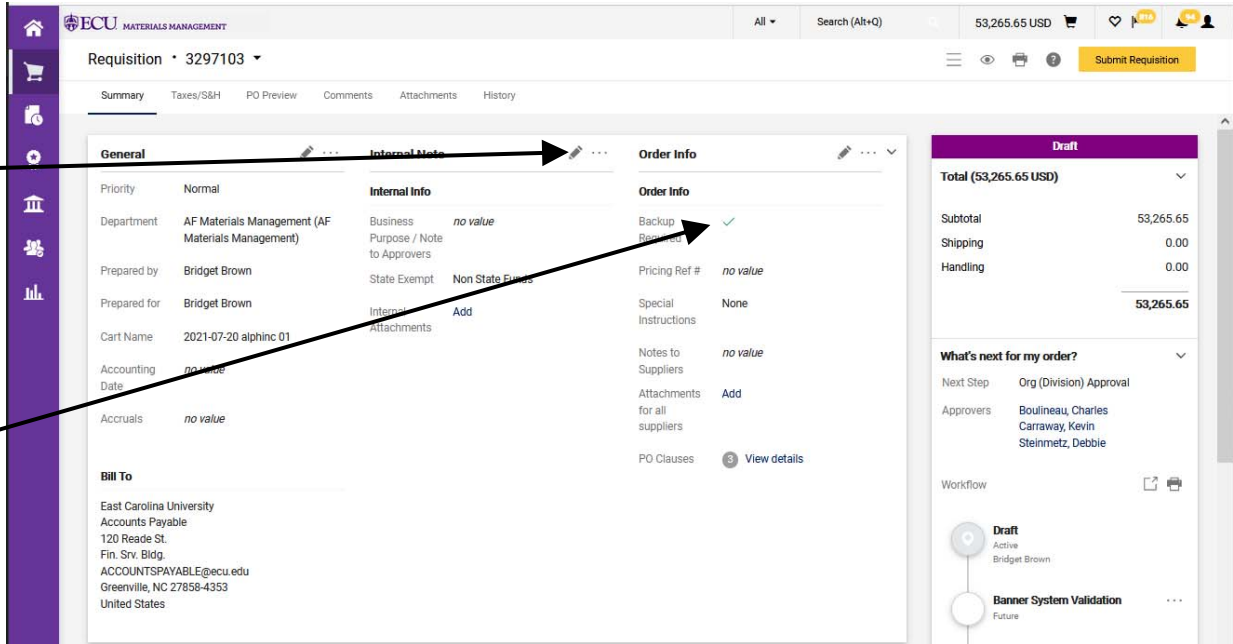 ECU MATERIALS MANAGEMENT
All
Search (Alt+Q)
53,265.65 USD
Requisition • 3297103
Submit Requisition
Summary
Taxes/S&H
PO Preview
Comments
Attachments
History
General
Priority
Normal
Department
AF Materials Management (AF
Materials Management)
Prepared by
Bridget Brown
Prepared for
Bridget Brown
Cart Name
2021-07-20 alphinc 01
Accounting
Date
no value
Accruals
no value
Bill To
East Carolina University
Accounts Payable
120 Reade St.
Fin. Srv. Bldg.
ACCOUNTSPAYABLE@ecu.edu
Greenville, NC 27858-4353
United States
Internal Note
Internal Info
Business
Purpose / Note
to Approvers
no value
State Exempt
Non State Funds
Internal
Attachments
Add
Order Info
Order Info
Backup
Required
Pricing Ref #
no value
Special
Instructions
None
Notes to
Suppliers
no value
Attachments
for all
suppliers
Add
PO Clauses
3 View details
Draft
Total (53,265.65 USD)
Subtotal
53,265.65
Shipping
0.00
Handling
0.00
53,265.65
What's next for my order?
Next Step
Org (Division) Approval
Approvers
Boulineau, Charles
Carraway, Kevin
Steinmetz, Debbie
Workflow
Draft
Active
Bridget Brown
Banner System Validation
Future